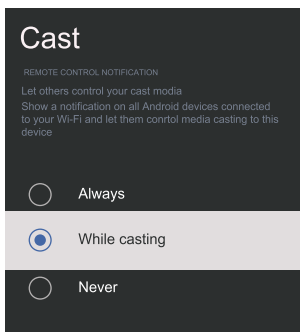 Cast
REMOTE CONTROL NOTIFICATION
Let others control your cast modia
Show a notification on all Android devices connected
to your Wi-Fi and let them conrtol media casting to this
device
Always
While casting
Never